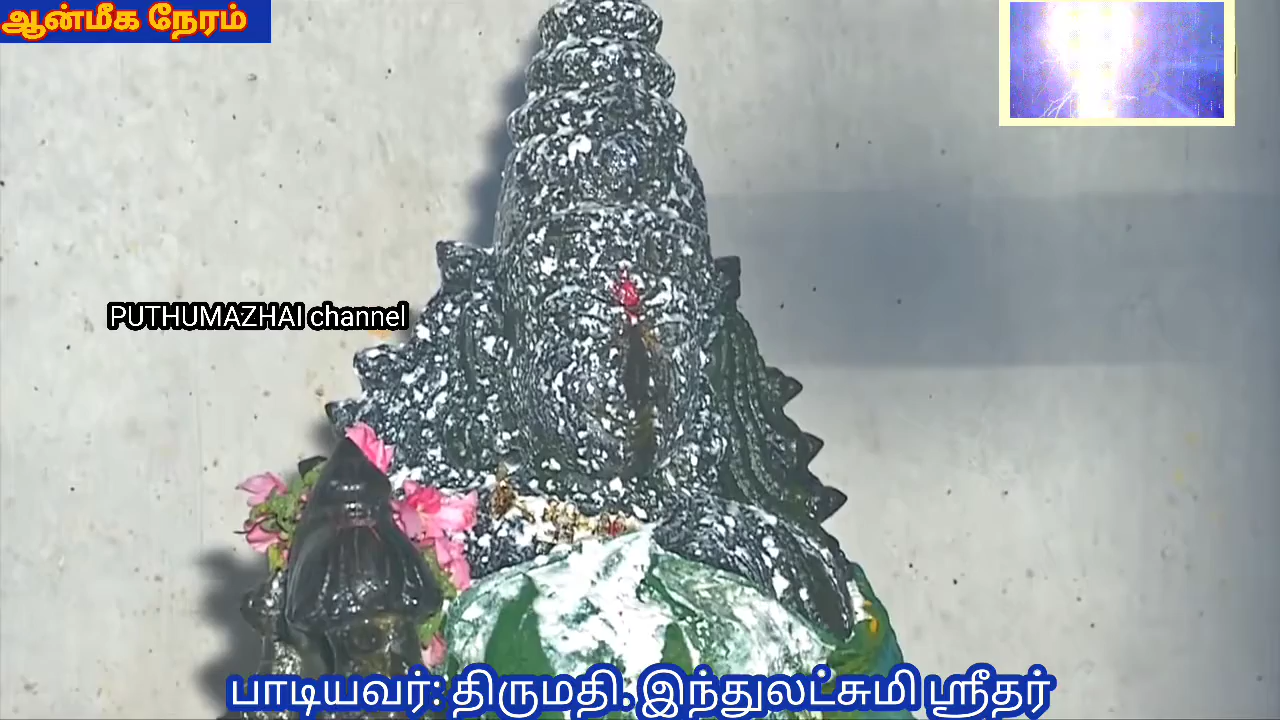 ஆன்மீக நேரம்
PUTHUMAZHAI channel
பாடியவர்: திருமதி. இந்துலட்சுமி ஸ்ரீதர்